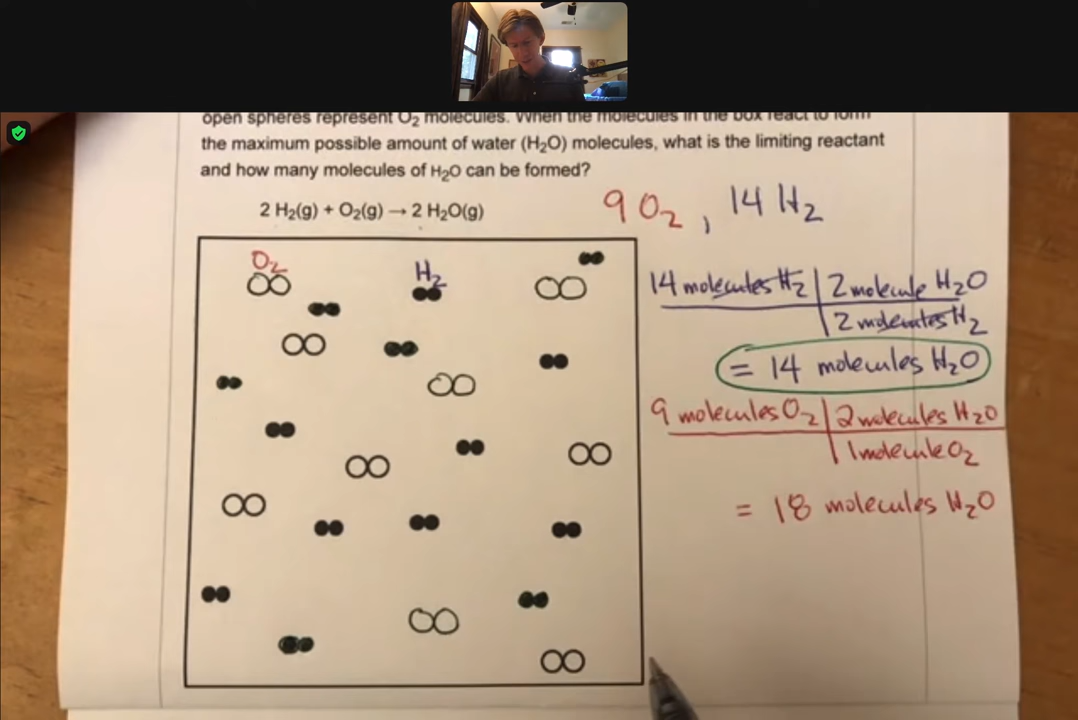 open spheres represent O₂ molecules. When the molecules in the box react to form
the maximum possible amount of water (H₂O) molecules, what is the limiting reactant
and how many molecules of H₂O can be formed?
2 H₂(g) + O₂(g) → 2 H₂O(g)
9 O₂ , 14 H₂
O₂
H₂
14 molecules H₂ | 2 molecule H₂O
2 molecules H₂
= 14 molecules H₂O
9 molecules O₂ | 2 molecules H₂O
1 molecule O₂
= 18 molecules H₂O